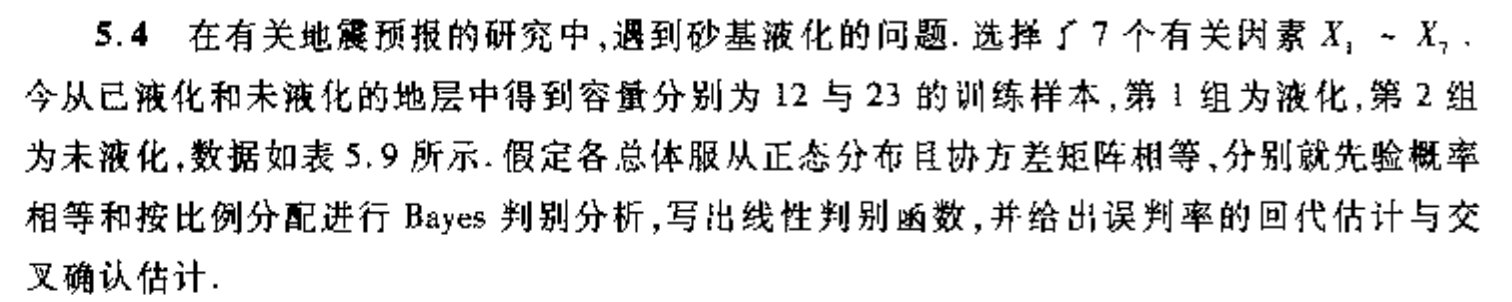 5.4 在有关地震预报的研究中,遇到砂基液化的问题. 选择了 7 个有关因素 X₁ ~ X₇.
今从已液化和未液化的地层中得到容量分别为 12 与 23 的训练样本,第 1 组为液化,第 2 组
为未液化,数据如表 5.9 所示. 假定各总体服从正态分布且协方差矩阵相等,分别就先验概率
相等和按比例分配进行 Bayes 判别分析,写出线性判别函数,并给出误判率的回代估计与交
叉确认估计.